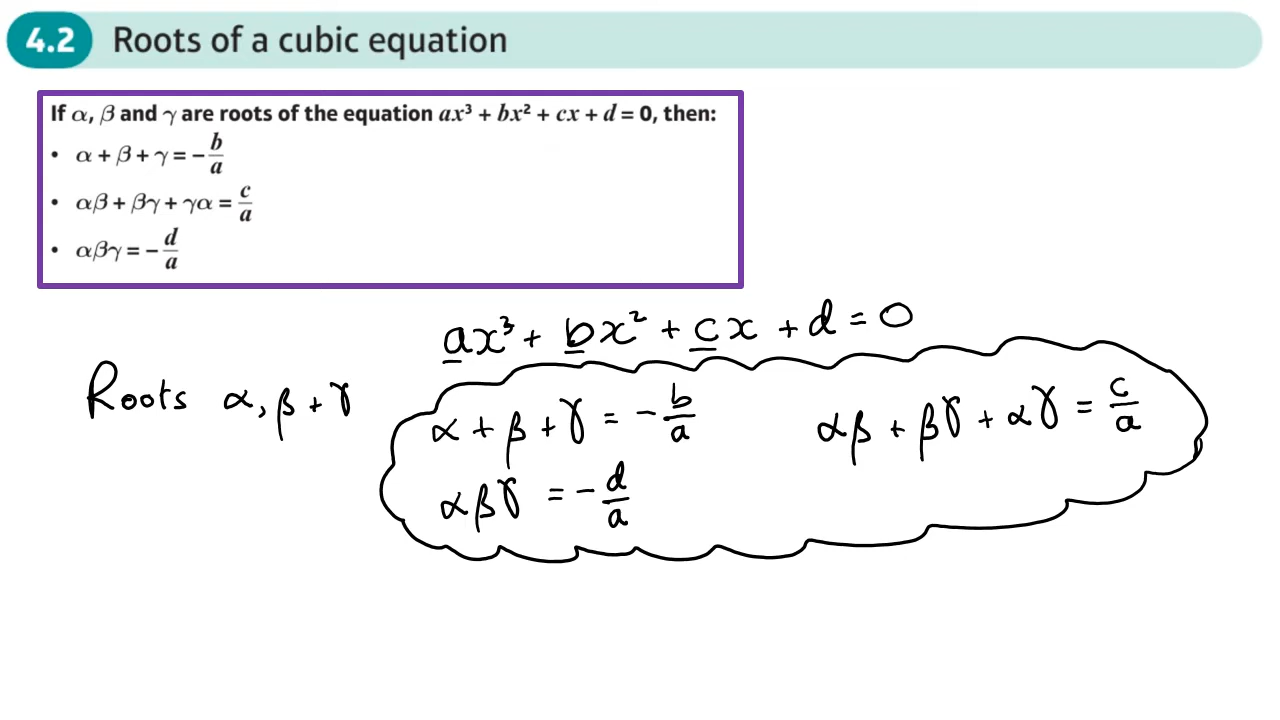 4.2 Roots of a cubic equation
If α, β and γ are roots of the equation ax³ + bx² + cx + d = 0, then:
• α + β + γ = -b/a
• αβ + βγ + γα = c/a
• αβγ = -d/a
ax³ + bx² + cx + d = 0
Roots α, β + γ
α + β + γ = -b/a αβ + βγ + αγ = c/a
αβγ = -d/a